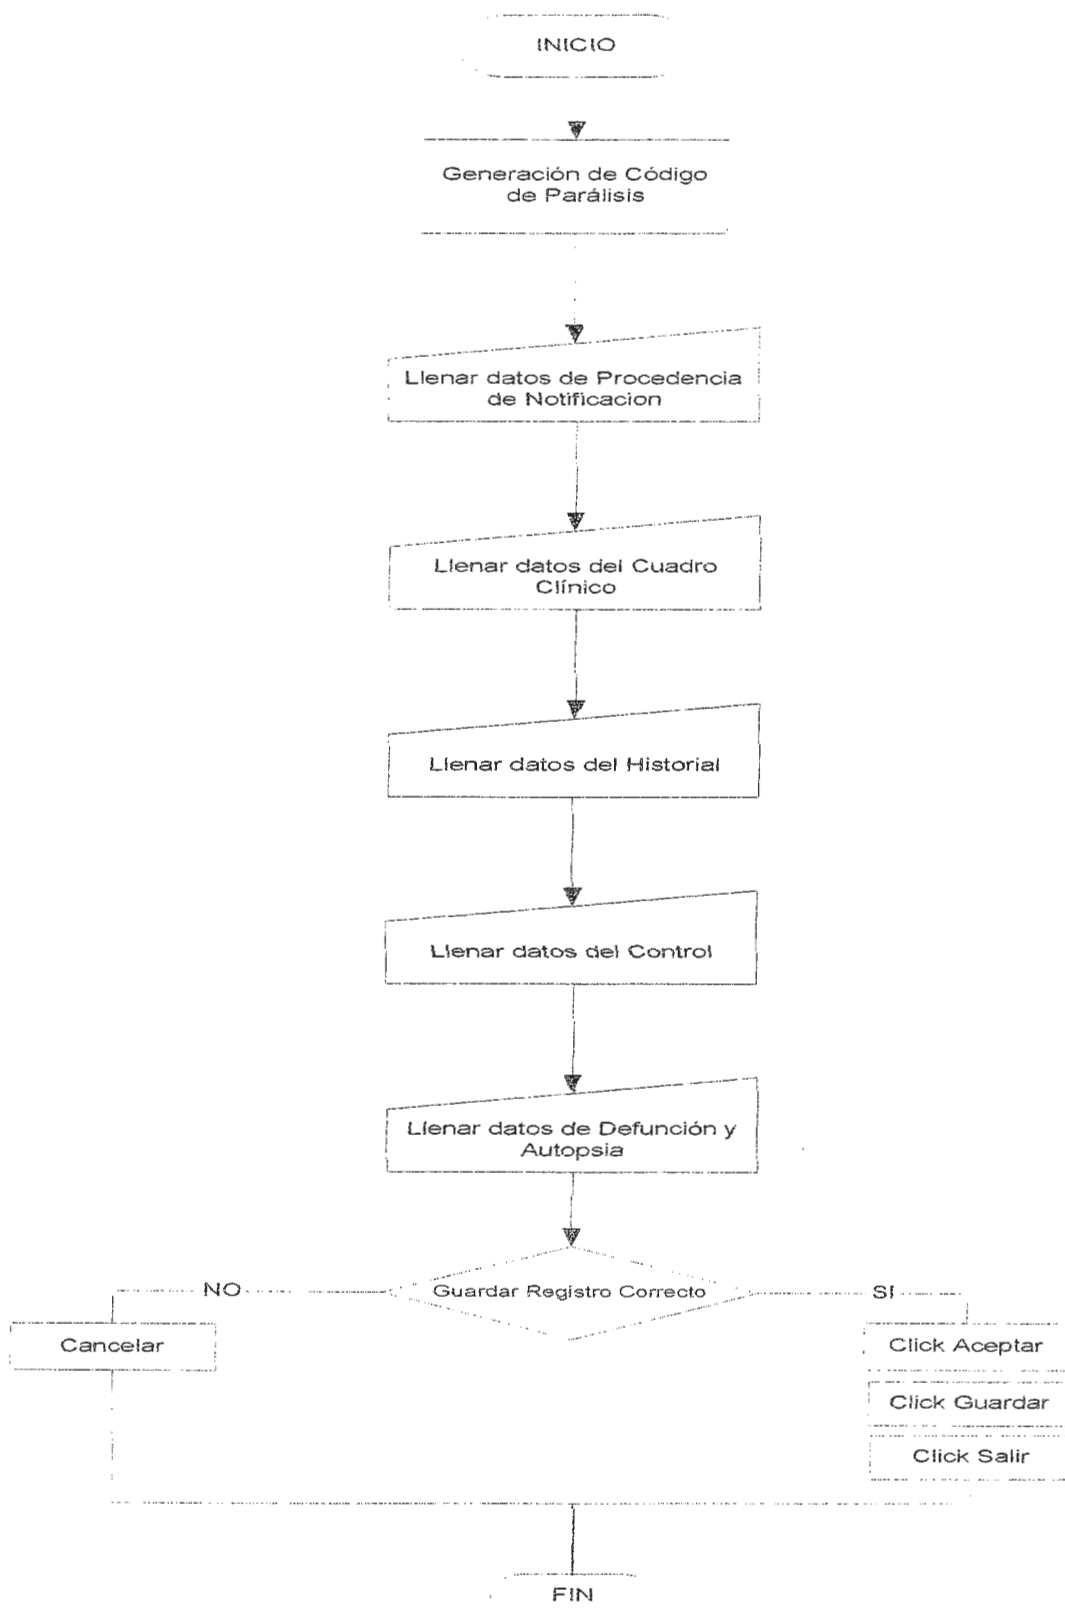 INICIO
Generación de Código
de Parálisis
Llenar datos de Procedencia
de Notificacion
Llenar datos del Cuadro
Clínico
Llenar datos del Historial
Llenar datos del Control
Llenar datos de Defunción y
Autopsia
Guardar Registro Correcto
NO
SI
Cancelar
Click Aceptar
Click Guardar
Click Salir
FIN